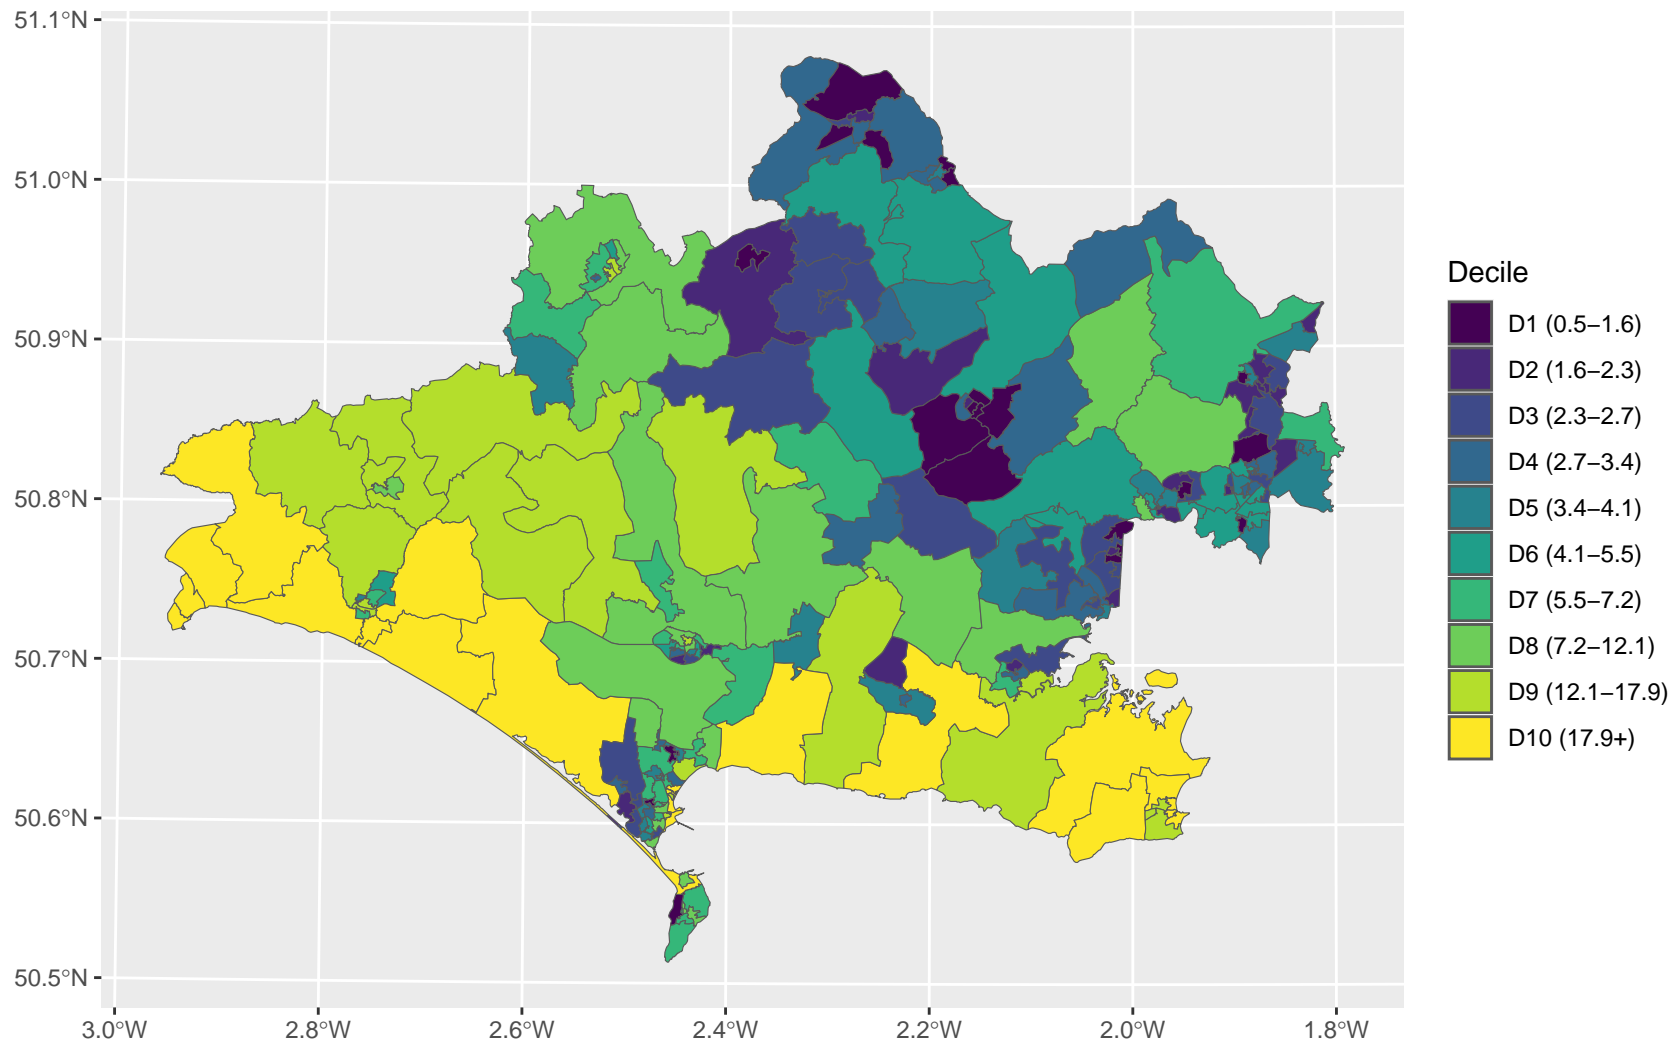 51.1°N
51.0°N
50.9°N
50.8°N
50.7°N
50.6°N
50.5°N
3.0°W
2.8°W
2.6°W
2.4°W
2.2°W
2.0°W
1.8°W
Decile
D1 (0.5–1.6)
D2 (1.6–2.3)
D3 (2.3–2.7)
D4 (2.7–3.4)
D5 (3.4–4.1)
D6 (4.1–5.5)
D7 (5.5–7.2)
D8 (7.2–12.1)
D9 (12.1–17.9)
D10 (17.9+)